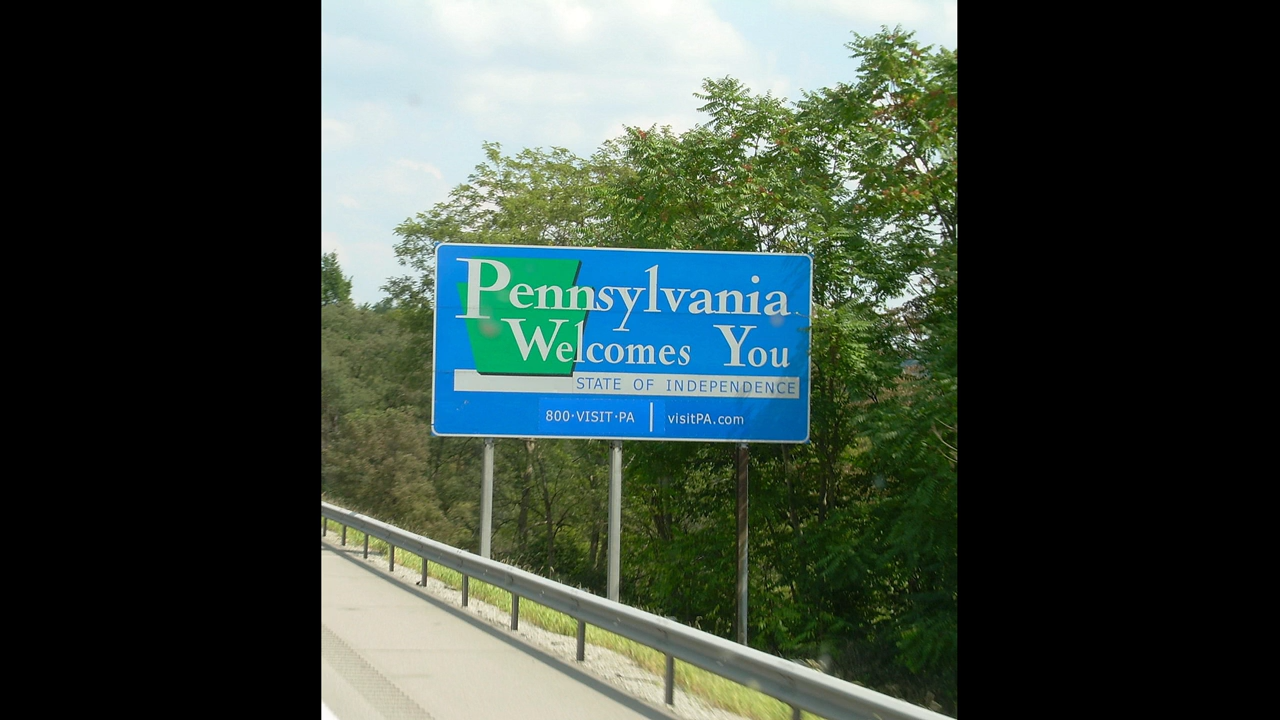 Pennsylvania
Welcomes You
STATE OF INDEPENDENCE
800·VISIT·PA | visitPA.com